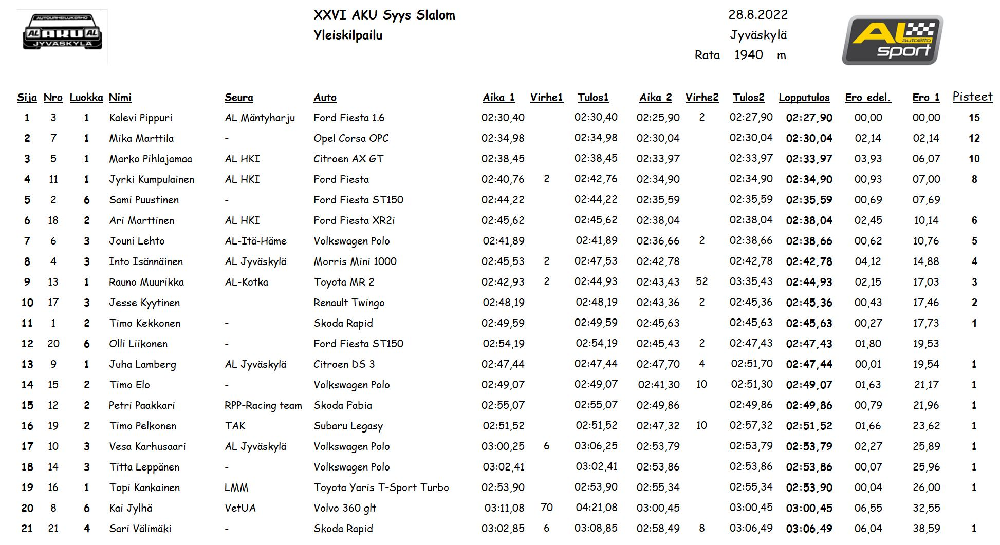 AUTOURHEILUKERHO
AL AKU AL
JYVÄSKYLÄ
XXVI AKU Syys Slalom 28.8.2022
Yleiskilpailu Jyväskylä
Rata 1940 m
AL
autoliitto
sport
Sija Nro Luokka Nimi Seura Auto Aika 1 Virhe1 Tulos1 Aika 2 Virhe2 Tulos2 Lopputulos Ero edel. Ero 1 Pisteet
1 3 1 Kalevi Pippuri AL Mäntyharju Ford Fiesta 1.6 02:30,40 02:30,40 02:25,90 2 02:27,90 02:27,90 00,00 00,00 15
2 7 1 Mika Marttila - Opel Corsa OPC 02:34,98 02:34,98 02:30,04 02:30,04 02:30,04 02,14 02,14 12
3 5 1 Marko Pihlajamaa AL HKI Citroen AX GT 02:38,45 02:38,45 02:33,97 02:33,97 02:33,97 03,93 06,07 10
4 11 1 Jyrki Kumpulainen AL HKI Ford Fiesta 02:40,76 2 02:42,76 02:34,90 02:34,90 02:34,90 00,93 07,00 8
5 2 6 Sami Puustinen - Ford Fiesta ST150 02:44,22 02:44,22 02:35,59 02:35,59 02:35,59 00,69 07,69
6 18 2 Ari Marttinen AL HKI Ford Fiesta XR2i 02:45,62 02:45,62 02:38,04 02:38,04 02:38,04 02,45 10,14 6
7 6 3 Jouni Lehto AL-Itä-Häme Volkswagen Polo 02:41,89 02:41,89 02:36,66 2 02:38,66 02:38,66 00,62 10,76 5
8 4 3 Into Isännäinen AL Jyväskylä Morris Mini 1000 02:45,53 2 02:47,53 02:42,78 02:42,78 02:42,78 04,12 14,88 4
9 13 1 Rauno Muurikka AL-Kotka Toyota MR 2 02:42,93 2 02:44,93 02:43,43 52 03:35,43 02:44,93 02,15 17,03 3
10 17 3 Jesse Kyytinen Renault Twingo 02:48,19 02:48,19 02:43,36 2 02:45,36 02:45,36 00,43 17,46 2
11 1 2 Timo Kekkonen - Skoda Rapid 02:49,59 02:49,59 02:45,63 02:45,63 02:45,63 00,27 17,73 1
12 20 6 Olli Liikonen - Ford Fiesta ST150 02:54,19 02:54,19 02:45,43 2 02:47,43 02:47,43 01,80 19,53
13 9 1 Juha Lamberg AL Jyväskylä Citroen DS 3 02:47,44 02:47,44 02:47,70 4 02:51,70 02:47,44 00,01 19,54 1
14 15 2 Timo Elo - Volkswagen Polo 02:49,07 02:49,07 02:41,30 10 02:51,30 02:49,07 01,63 21,17 1
15 12 2 Petri Paakkari RPP-Racing team Skoda Fabia 02:55,07 02:55,07 02:49,86 02:49,86 02:49,86 00,79 21,96 1
16 19 2 Timo Pelkonen TAK Subaru Legasy 02:51,52 02:51,52 02:47,32 10 02:57,32 02:51,52 01,66 23,62 1
17 10 3 Vesa Karhusaari AL Jyväskylä Volkswagen Polo 03:00,25 6 03:06,25 02:53,79 02:53,79 02:53,79 02,27 25,89 1
18 14 3 Titta Leppänen - Volkswagen Polo 03:02,41 03:02,41 02:53,86 02:53,86 02:53,86 00,07 25,96 1
19 16 1 Topi Kankainen LMM Toyota Yaris T-Sport Turbo 02:53,90 02:53,90 02:55,34 02:55,34 02:53,90 00,04 26,00 1
20 8 6 Kai Jylhä VetUA Volvo 360 glt 03:11,08 70 04:21,08 03:00,45 03:00,45 03:00,45 06,55 32,55
21 21 4 Sari Välimäki - Skoda Rapid 03:02,85 6 03:08,85 02:58,49 8 03:06,49 03:06,49 06,04 38,59 1